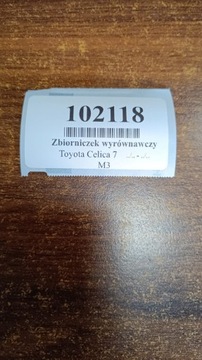 102118
Zbiorniczek wyrównawczy
Toyota Celica 7
M3